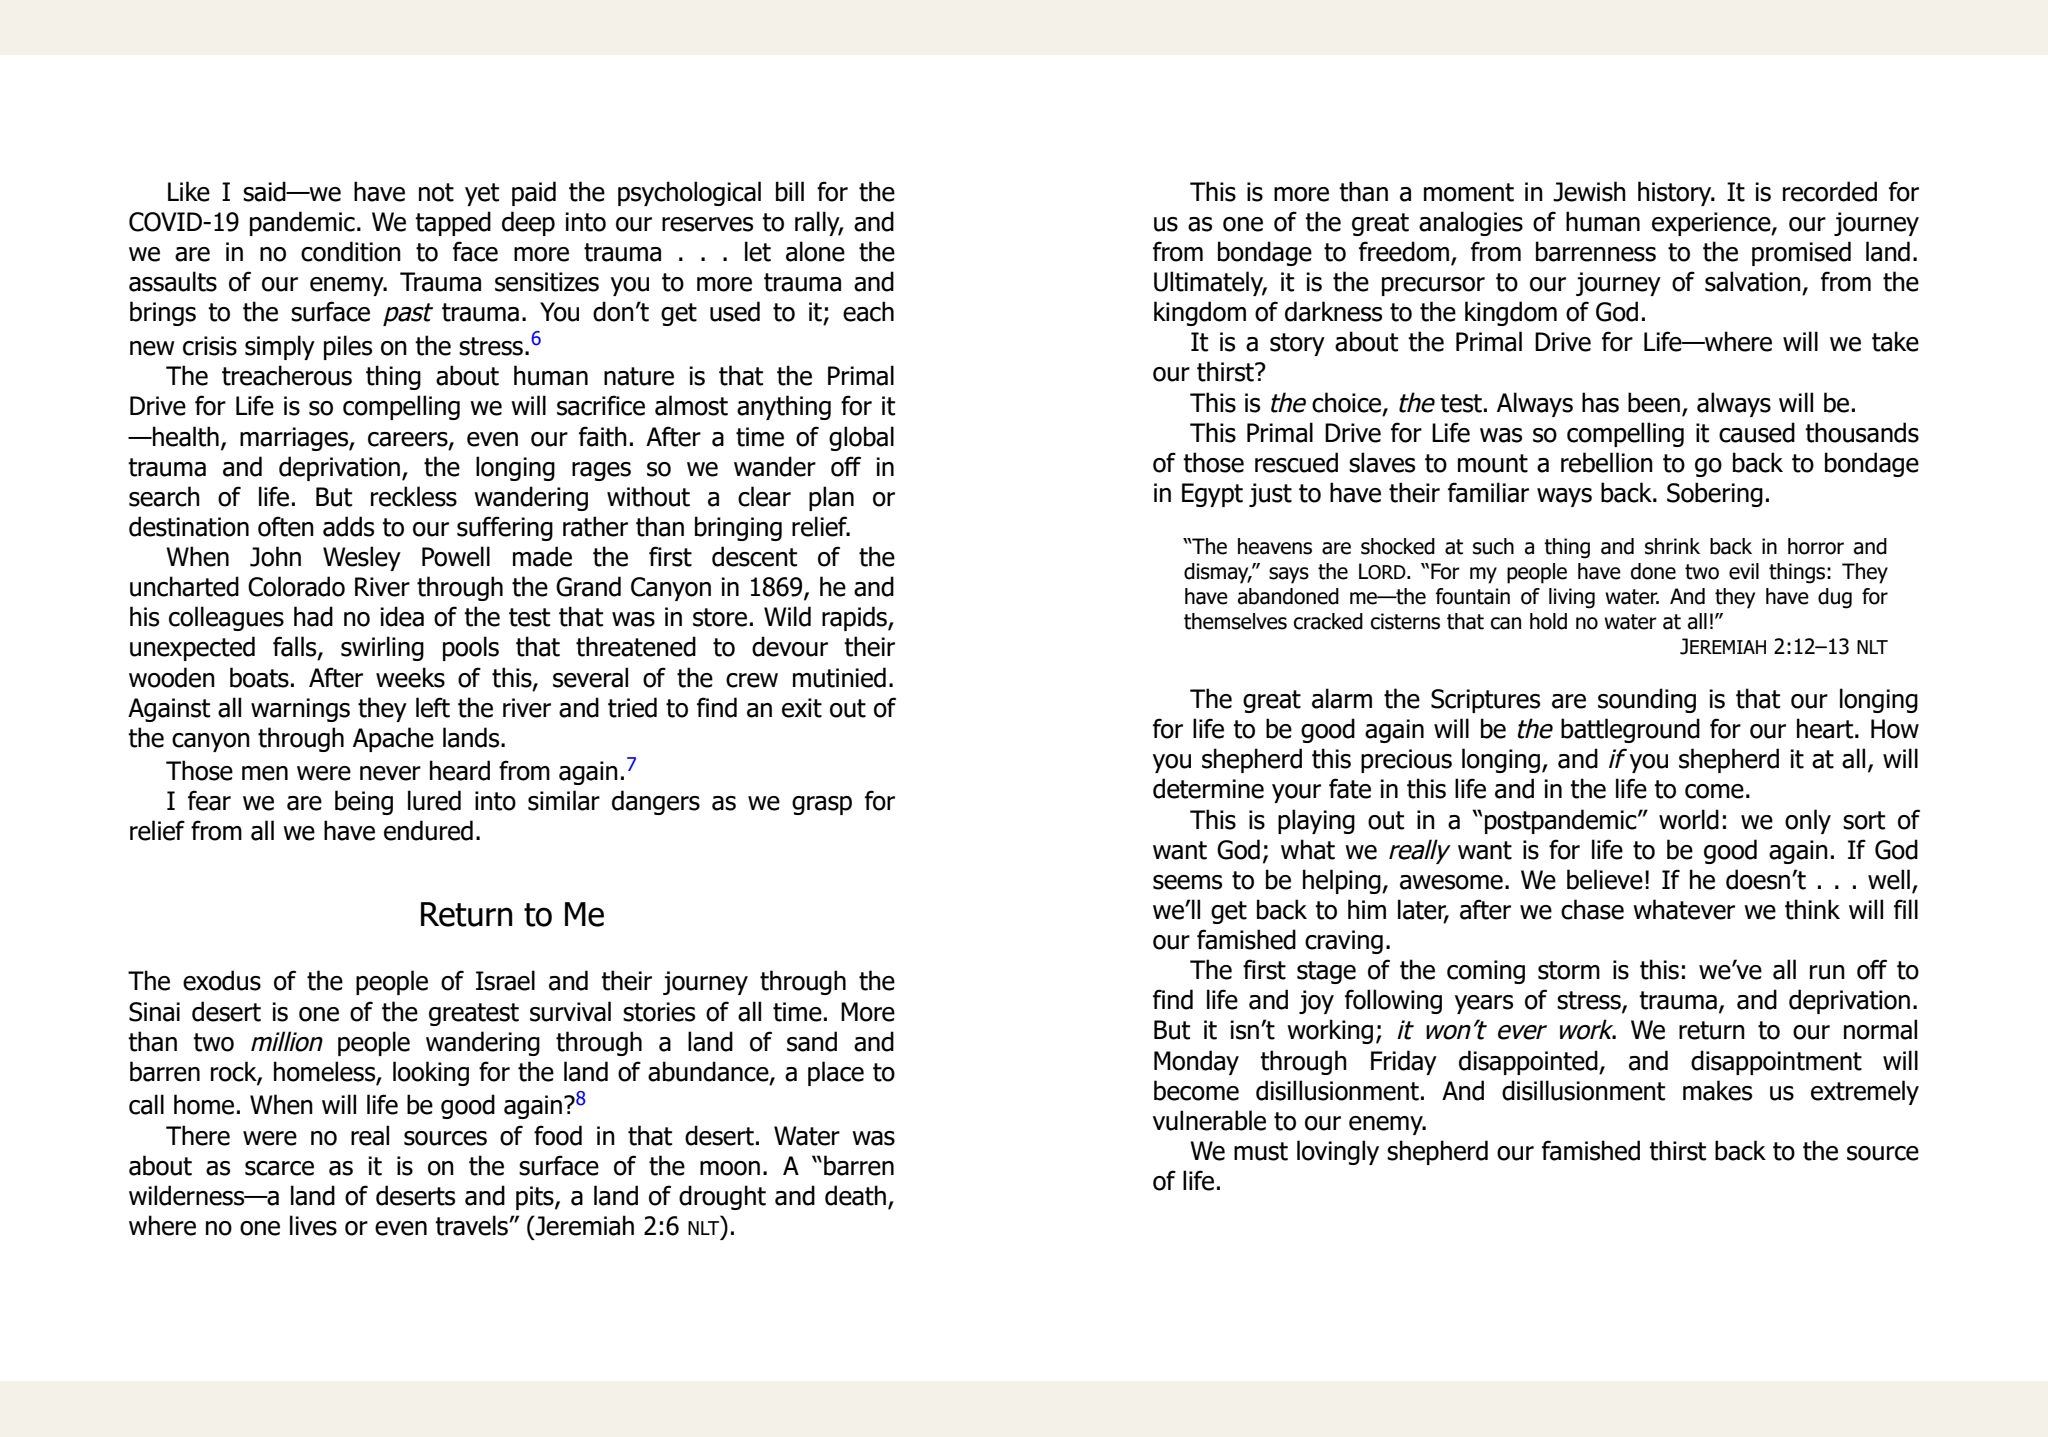 Like I said—we have not yet paid the psychological bill for the
COVID-19 pandemic. We tapped deep into our reserves to rally, and
we are in no condition to face more trauma . . . let alone the
assaults of our enemy. Trauma sensitizes you to more trauma and
brings to the surface past trauma. You don’t get used to it; each
new crisis simply piles on the stress.6
The treacherous thing about human nature is that the Primal
Drive for Life is so compelling we will sacrifice almost anything for it
—health, marriages, careers, even our faith. After a time of global
trauma and deprivation, the longing rages so we wander off in
search of life. But reckless wandering without a clear plan or
destination often adds to our suffering rather than bringing relief.
When John Wesley Powell made the first descent of the
uncharted Colorado River through the Grand Canyon in 1869, he and
his colleagues had no idea of the test that was in store. Wild rapids,
unexpected falls, swirling pools that threatened to devour their
wooden boats. After weeks of this, several of the crew mutinied.
Against all warnings they left the river and tried to find an exit out of
the canyon through Apache lands.
Those men were never heard from again.7
I fear we are being lured into similar dangers as we grasp for
relief from all we have endured.
Return to Me
The exodus of the people of Israel and their journey through the
Sinai desert is one of the greatest survival stories of all time. More
than two million people wandering through a land of sand and
barren rock, homeless, looking for the land of abundance, a place to
call home. When will life be good again?8
There were no real sources of food in that desert. Water was
about as scarce as it is on the surface of the moon. A “barren
wilderness—a land of deserts and pits, a land of drought and death,
where no one lives or even travels” (Jeremiah 2:6 NLT).
This is more than a moment in Jewish history. It is recorded for
us as one of the great analogies of human experience, our journey
from bondage to freedom, from barrenness to the promised land.
Ultimately, it is the precursor to our journey of salvation, from the
kingdom of darkness to the kingdom of God.
It is a story about the Primal Drive for Life—where will we take
our thirst?
This is the choice, the test. Always has been, always will be.
This Primal Drive for Life was so compelling it caused thousands
of those rescued slaves to mount a rebellion to go back to bondage
in Egypt just to have their familiar ways back. Sobering.
“The heavens are shocked at such a thing and shrink back in horror and
dismay,” says the LORD. “For my people have done two evil things: They
have abandoned me—the fountain of living water. And they have dug for
themselves cracked cisterns that can hold no water at all!”
JEREMIAH 2:12–13 NLT
The great alarm the Scriptures are sounding is that our longing
for life to be good again will be the battleground for our heart. How
you shepherd this precious longing, and if you shepherd it at all, will
determine your fate in this life and in the life to come.
This is playing out in a “postpandemic” world: we only sort of
want God; what we really want is for life to be good again. If God
seems to be helping, awesome. We believe! If he doesn’t . . . well,
we’ll get back to him later, after we chase whatever we think will fill
our famished craving.
The first stage of the coming storm is this: we’ve all run off to
find life and joy following years of stress, trauma, and deprivation.
But it isn’t working; it won’t ever work. We return to our normal
Monday through Friday disappointed, and disappointment will
become disillusionment. And disillusionment makes us extremely
vulnerable to our enemy.
We must lovingly shepherd our famished thirst back to the source
of life.